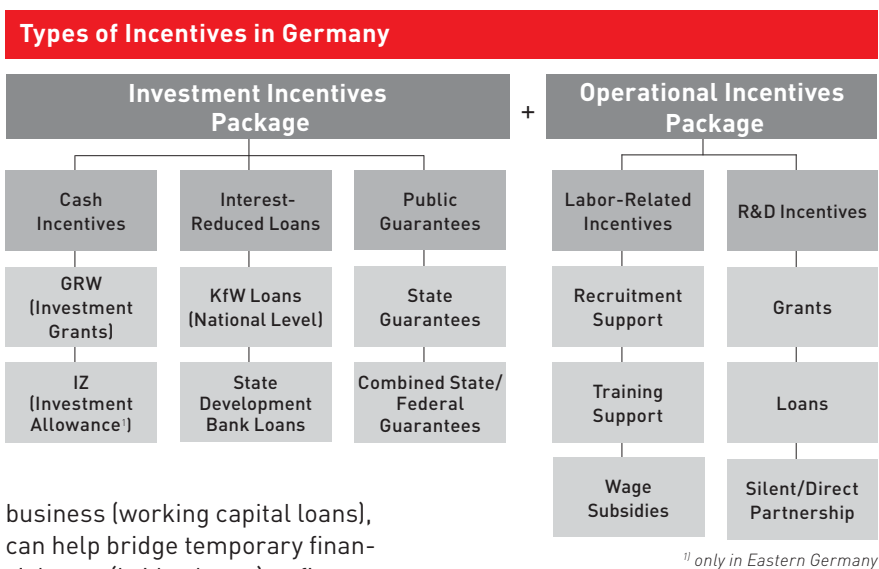 Types of Incentives in Germany
Investment Incentives
Package
+
Operational Incentives
Package
Cash
Incentives
Interest-
Reduced Loans
Public
Guarantees
Labor-Related
Incentives
R&D Incentives
GRW
(Investment
Grants)
KfW Loans
(National Level)
State
Guarantees
Recruitment
Support
Grants
IZ
(Investment
Allowance¹⁾)
State
Development
Bank Loans
Combined State/
Federal
Guarantees
Training
Support
Loans
Wage
Subsidies
Silent/Direct
Partnership
business (working capital loans),
can help bridge temporary finan-
¹⁾ only in Eastern Germany